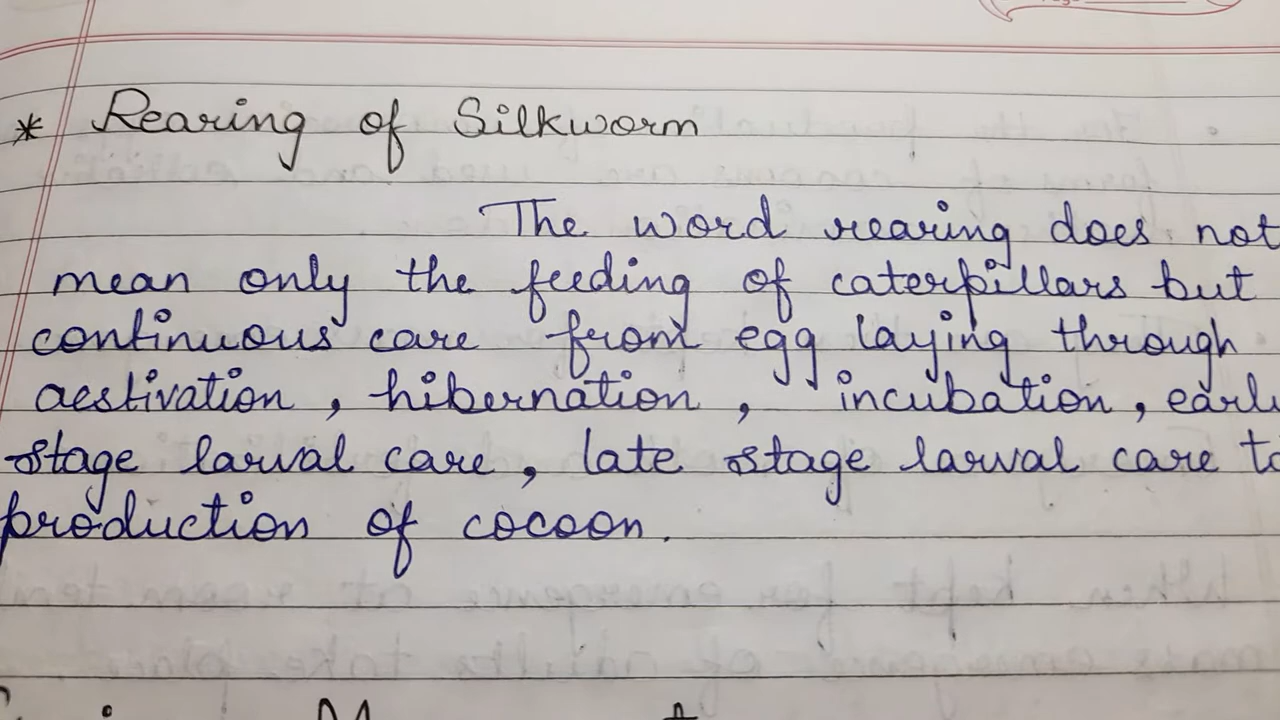 * Rearing of Silkworm
The word rearing does not
mean only the feeding of caterpillars but
continuous care from egg laying through
aestivation, hibernation, incubation, earl
stage larval care, late stage larval care to
production of cocoon.